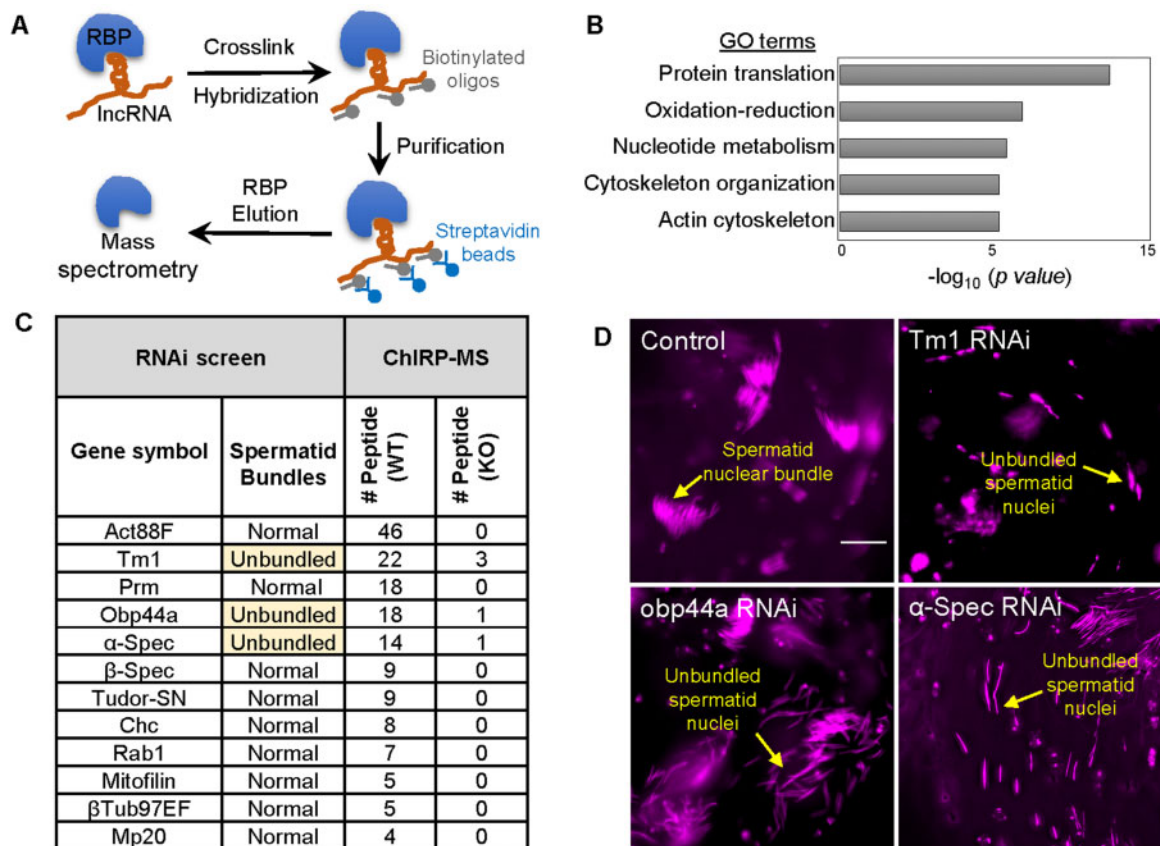 A
RBP
lncRNA
Crosslink
Hybridization
Biotinylated
oligos
Purification
RBP
Elution
Mass
spectrometry
Streptavidin
beads
B
GO terms
Protein translation
Oxidation-reduction
Nucleotide metabolism
Cytoskeleton organization
Actin cytoskeleton
0 5 15
-log10 (p value)
C
RNAi screen ChIRP-MS
Gene symbol Spermatid Bundles # Peptide (WT) # Peptide (KO)
Act88F Normal 46 0
Tm1 Unbundled 22 3
Prm Normal 18 0
Obp44a Unbundled 18 1
α-Spec Unbundled 14 1
β-Spec Normal 9 0
Tudor-SN Normal 9 0
Chc Normal 8 0
Rab1 Normal 7 0
Mitofilin Normal 5 0
βTub97EF Normal 5 0
Mp20 Normal 4 0
D
Control
Spermatid
nuclear bundle
Tm1 RNAi
Unbundled
spermatid
nuclei
obp44a RNAi
Unbundled
spermatid
nuclei
α-Spec RNAi
Unbundled
spermatid
nuclei